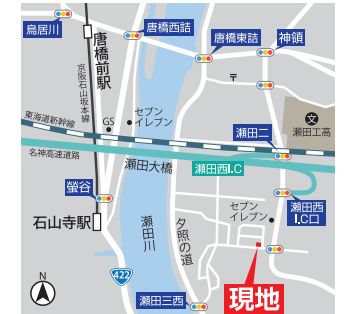 鳥居川
唐橋西詰
唐橋東詰
神領
唐橋前駅
京阪石山坂本線
〒
文
瀬田工高
セブン
イレブン
GS
東海道新幹線
名神高速道路
瀬田二
瀬田大橋
瀬田西I.C
螢谷
石山寺駅
瀬田川
夕照の道
セブン
イレブン
瀬田西
I.C口
N
422
瀬田三西
現地